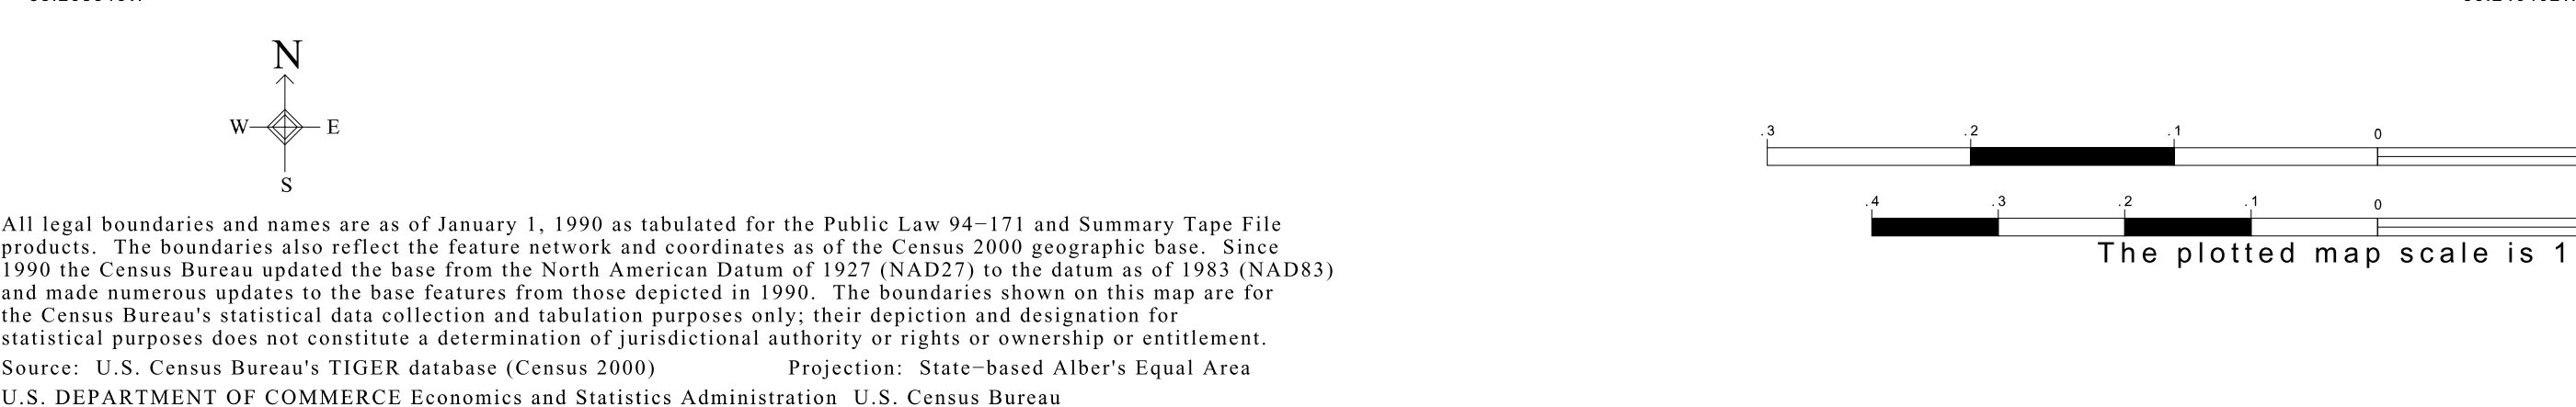 N
W E
S
.3 .2 .1 0
.4 .3 .2 .1 0
The plotted map scale is 1
All legal boundaries and names are as of January 1, 1990 as tabulated for the Public Law 94−171 and Summary Tape File
products.  The boundaries also reflect the feature network and coordinates as of the Census 2000 geographic base.  Since
1990 the Census Bureau updated the base from the North American Datum of 1927 (NAD27) to the datum as of 1983 (NAD83)
and made numerous updates to the base features from those depicted in 1990.  The boundaries shown on this map are for
the Census Bureau's statistical data collection and tabulation purposes only; their depiction and designation for
statistical purposes does not constitute a determination of jurisdictional authority or rights or ownership or entitlement.
Source:  U.S. Census Bureau's TIGER database (Census 2000) Projection:  State−based Alber's Equal Area
U.S. DEPARTMENT OF COMMERCE Economics and Statistics Administration  U.S. Census Bureau